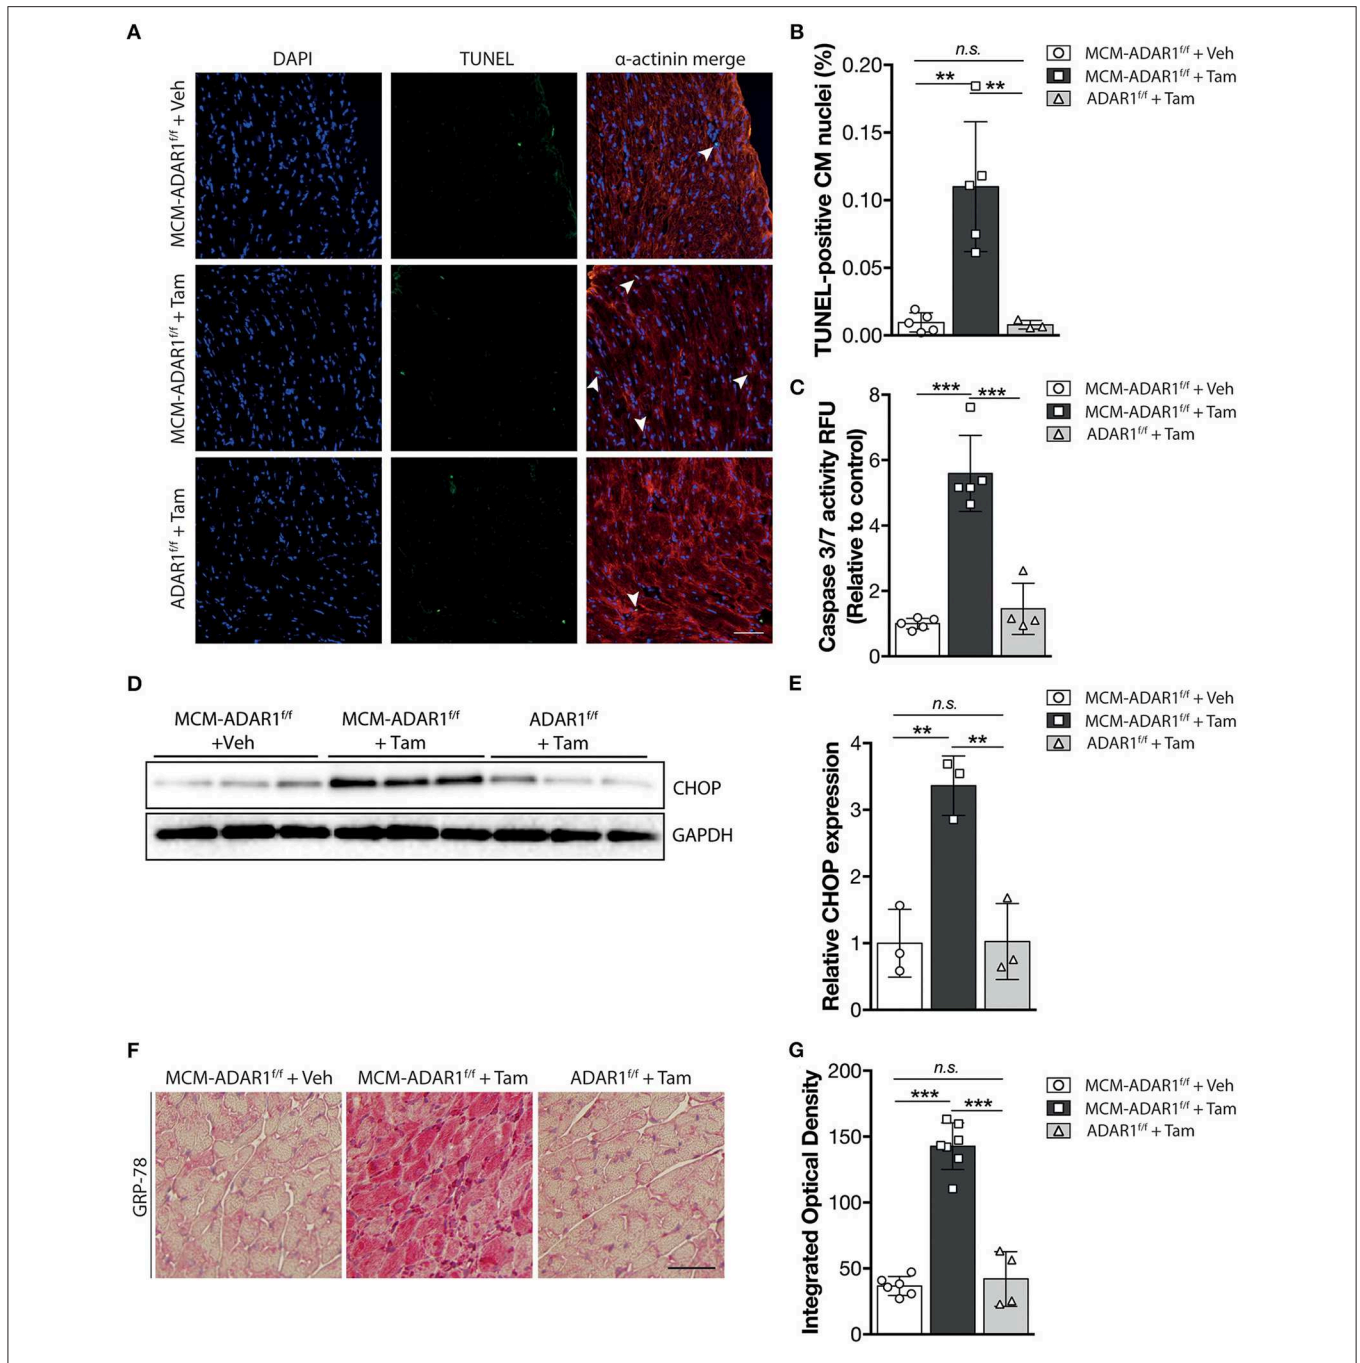 A
DAPI TUNEL α-actinin merge
MCM-ADAR1f/f + Veh
MCM-ADAR1f/f + Tam
ADAR1f/f + Tam
B
TUNEL-positive CM nuclei (%)
0.20
0.15
0.10
0.05
0.00
n.s.
** **
MCM-ADAR1f/f + Veh
MCM-ADAR1f/f + Tam
ADAR1f/f + Tam
C
Caspase 3/7 activity RFU
(Relative to control)
8
6
4
2
0
*** ***
MCM-ADAR1f/f + Veh
MCM-ADAR1f/f + Tam
ADAR1f/f + Tam
D
MCM-ADAR1f/f MCM-ADAR1f/f ADAR1f/f
+Veh + Tam + Tam
CHOP
GAPDH
E
Relative CHOP expression
4
3
2
1
0
n.s.
** **
MCM-ADAR1f/f + Veh
MCM-ADAR1f/f + Tam
ADAR1f/f + Tam
F
MCM-ADAR1f/f + Veh MCM-ADAR1f/f + Tam ADAR1f/f + Tam
GRP-78
G
Integrated Optical Density
200
150
100
50
0
n.s.
*** ***
MCM-ADAR1f/f + Veh
MCM-ADAR1f/f + Tam
ADAR1f/f + Tam